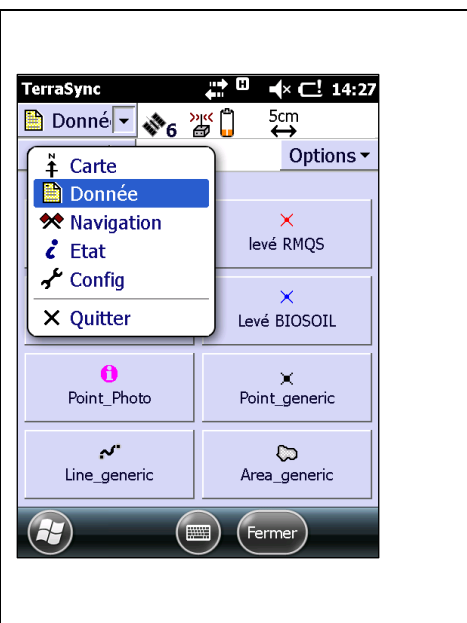 TerraSync
H
14:27
Donné
6
5cm
Options
N
Carte
Donnée
Navigation
Etat
Config
Quitter
levé RMQS
Levé BIOSOIL
Point_Photo
Point_generic
Line_generic
Area_generic
Fermer